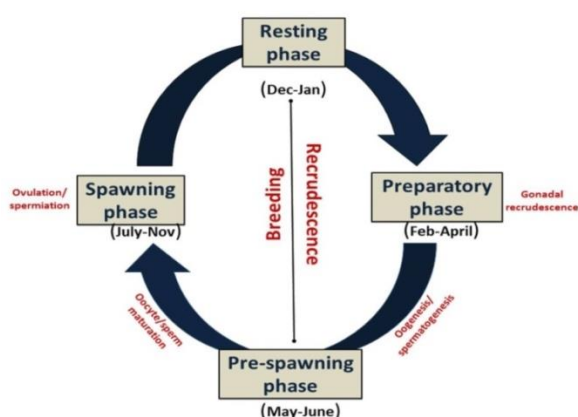 Resting
phase
(Dec-Jan)
Ovulation/
spermiation
Spawning
phase
(July-Nov)
Breeding
Recrudescence
Preparatory
phase
(Feb-April)
Gonadal
recrudescence
Oocyte/sperm
maturation
Oogenesis/
spermatogenesis
Pre-spawning
phase
(May-June)